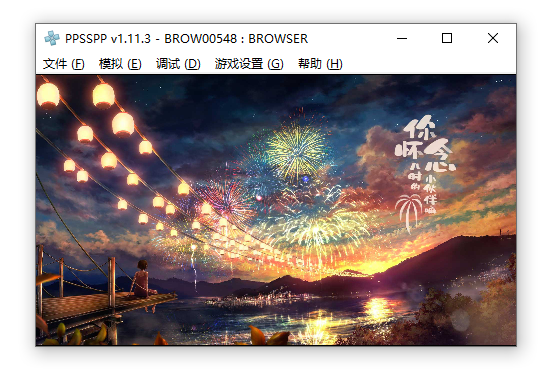 PPSSPP v1.11.3 - BROW00548 : BROWSER
文件 (F) 模拟 (E) 调试 (D) 游戏设置 (G) 帮助 (H)
你怀念
儿时的
小伙伴吗